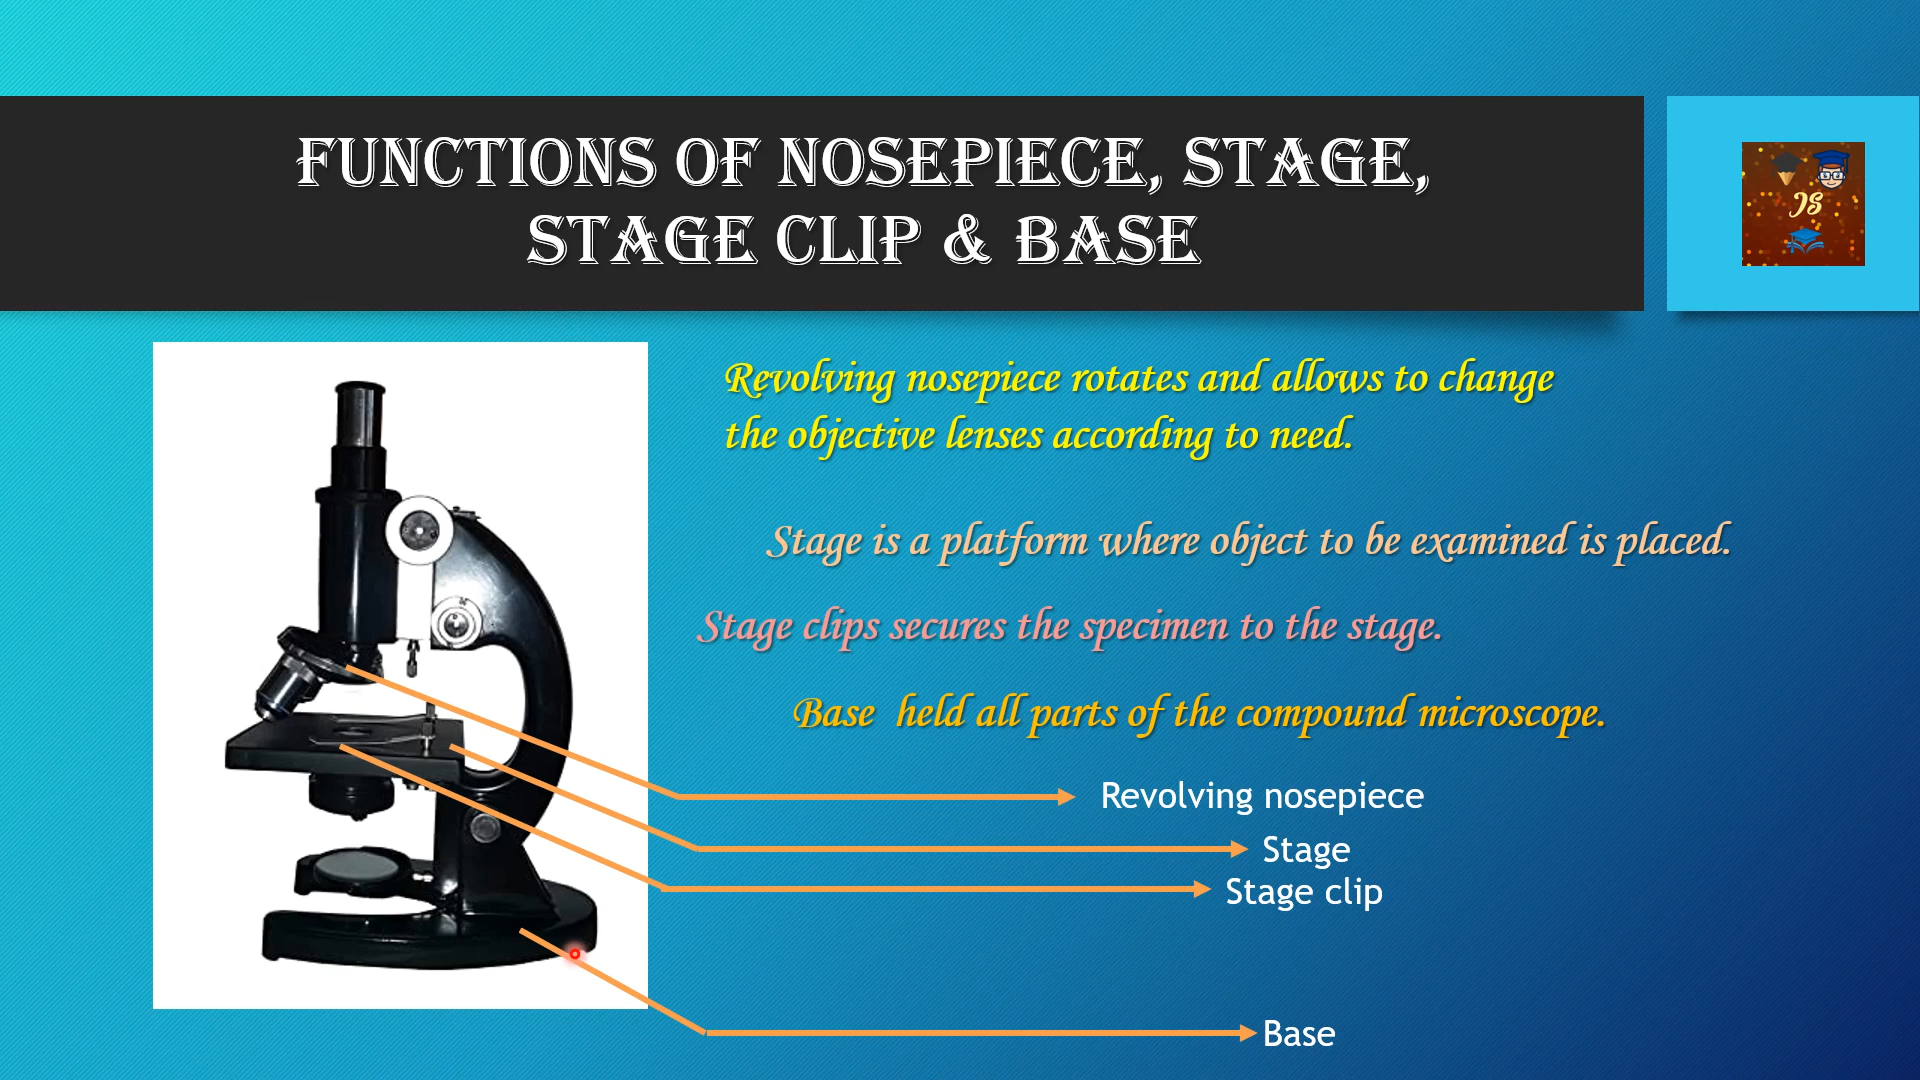 FUNCTIONS OF NOSEPIECE, STAGE,
STAGE CLIP & BASE
JS
Revolving nosepiece rotates and allows to change
the objective lenses according to need.
Stage is a platform where object to be examined is placed.
Stage clips secures the specimen to the stage.
Base held all parts of the compound microscope.
Revolving nosepiece
Stage
Stage clip
Base